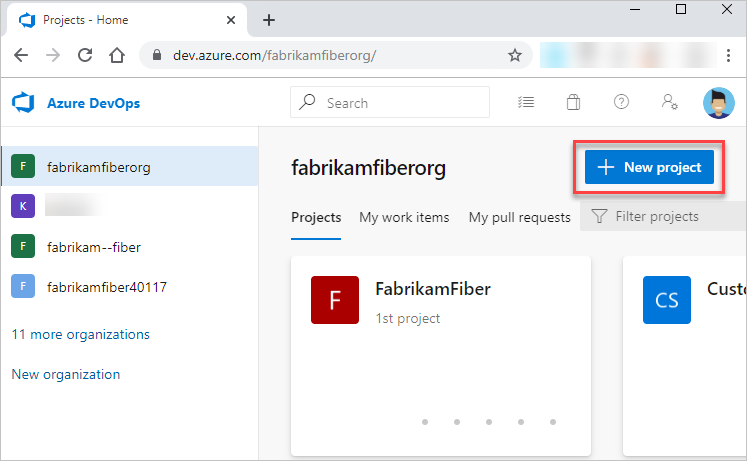 Projects - Home
dev.azure.com/fabrikamfiberorg/
Azure DevOps
Search
F fabrikamfiberorg
K
F fabrikam--fiber
F fabrikamfiber40117
11 more organizations
New organization
fabrikamfiberorg
New project
Projects My work items My pull requests Filter projects
F FabrikamFiber
1st project
CS Custo